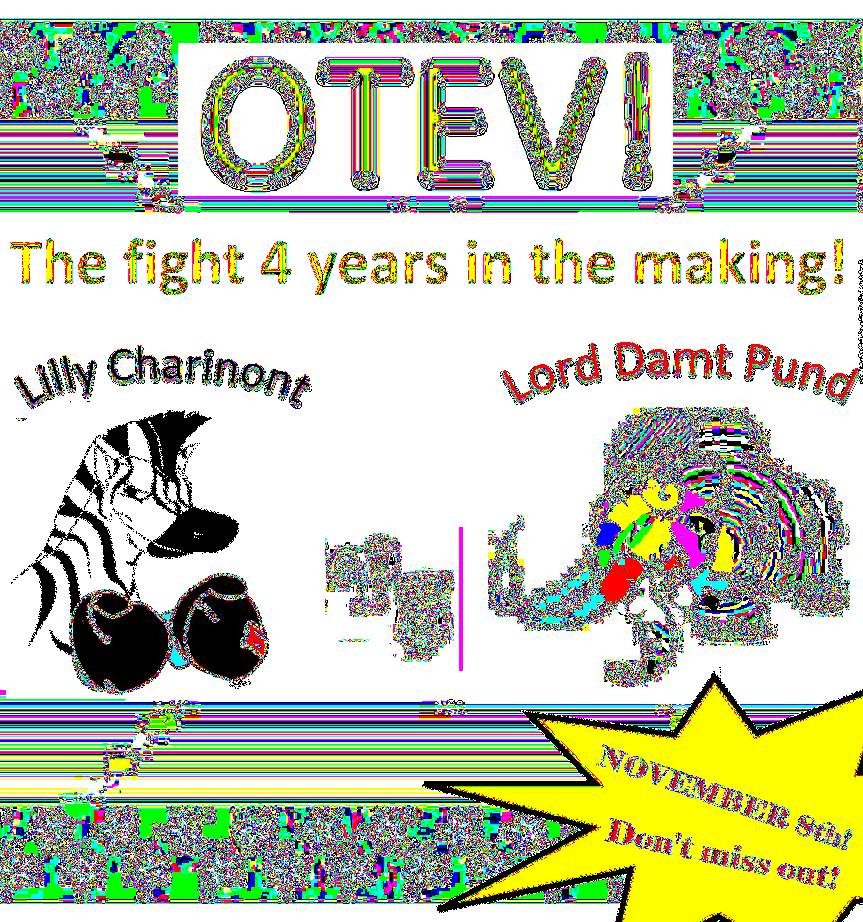 OTEV!
The fight 4 years in the making!
Lilly Charinont
Lord Damt Pund
NOVEMBER 8th!
Don't miss out!